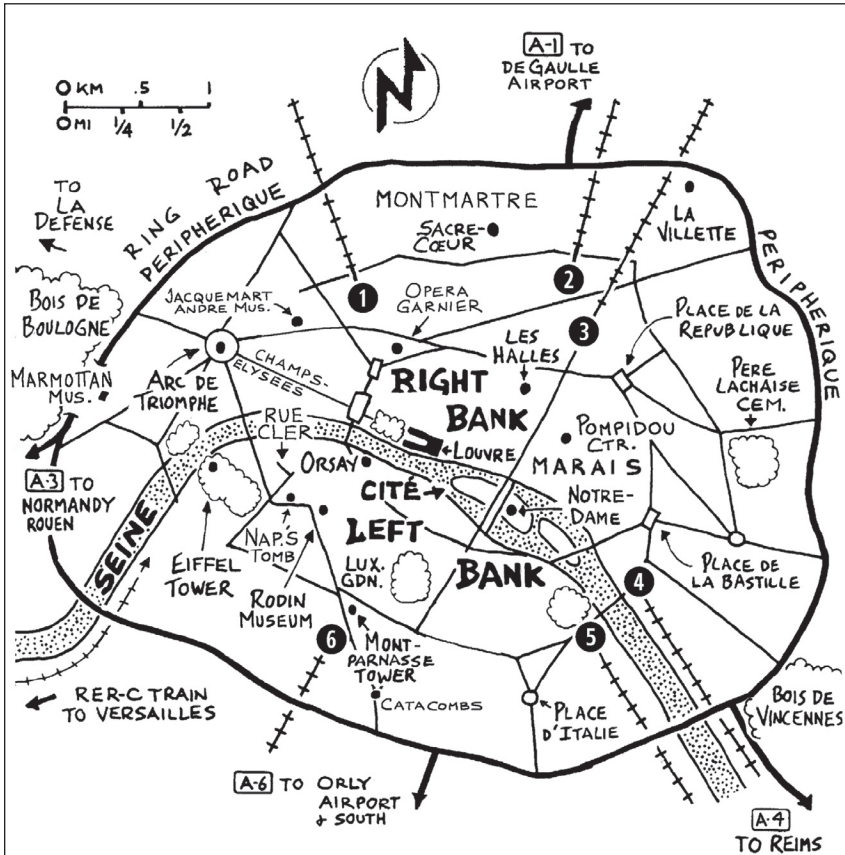 A-1 TO
DE GAULLE
AIRPORT
0 KM .5 1
0 MI 1/4 1/2
N
TO
LA
DEFENSE
RING ROAD
PERIPHERIQUE
MONTMARTRE
SACRE-
CŒUR
LA
VILLETTE
PERIPHERIQUE
BOIS DE
BOULOGNE
JACQUEMART
ANDRE MUS.
1
OPERA
GARNIER
2
3
LES
HALLES
PLACE DE LA
REPUBLIQUE
MARMOTTAN
MUS.
ARC DE
TRIOMPHE
CHAMPS-
ELYSEES
RIGHT
BANK
PERE
LACHAISE
CEM.
RUE
CLER
ORSAY
LOUVRE
POMPIDOU
CTR.
MARAIS
A-3 TO
NORMANDY
ROUEN
CITÉ
NOTRE-
DAME
SEINE
EIFFEL
TOWER
NAP.'S
TOMB
LEFT
BANK
LUX.
GDN.
RODIN
MUSEUM
PLACE DE
LA BASTILLE
4
5
6
MONT-
PARNASSE
TOWER
CATACOMBS
PLACE
D'ITALIE
RER-C TRAIN
TO VERSAILLES
BOIS DE
VINCENNES
A-6 TO ORLY
AIRPORT
& SOUTH
A-4
TO REIMS